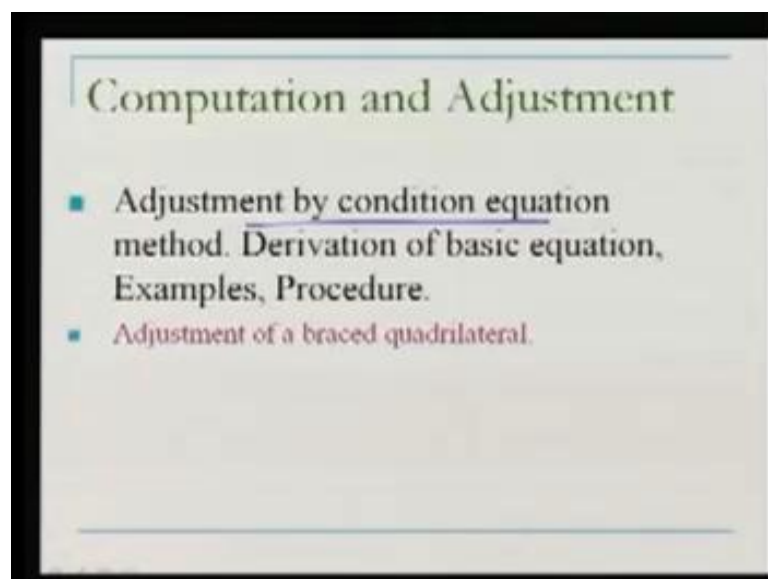 Computation and Adjustment
Adjustment by condition equation
method. Derivation of basic equation,
Examples, Procedure.
Adjustment of a braced quadrilateral.